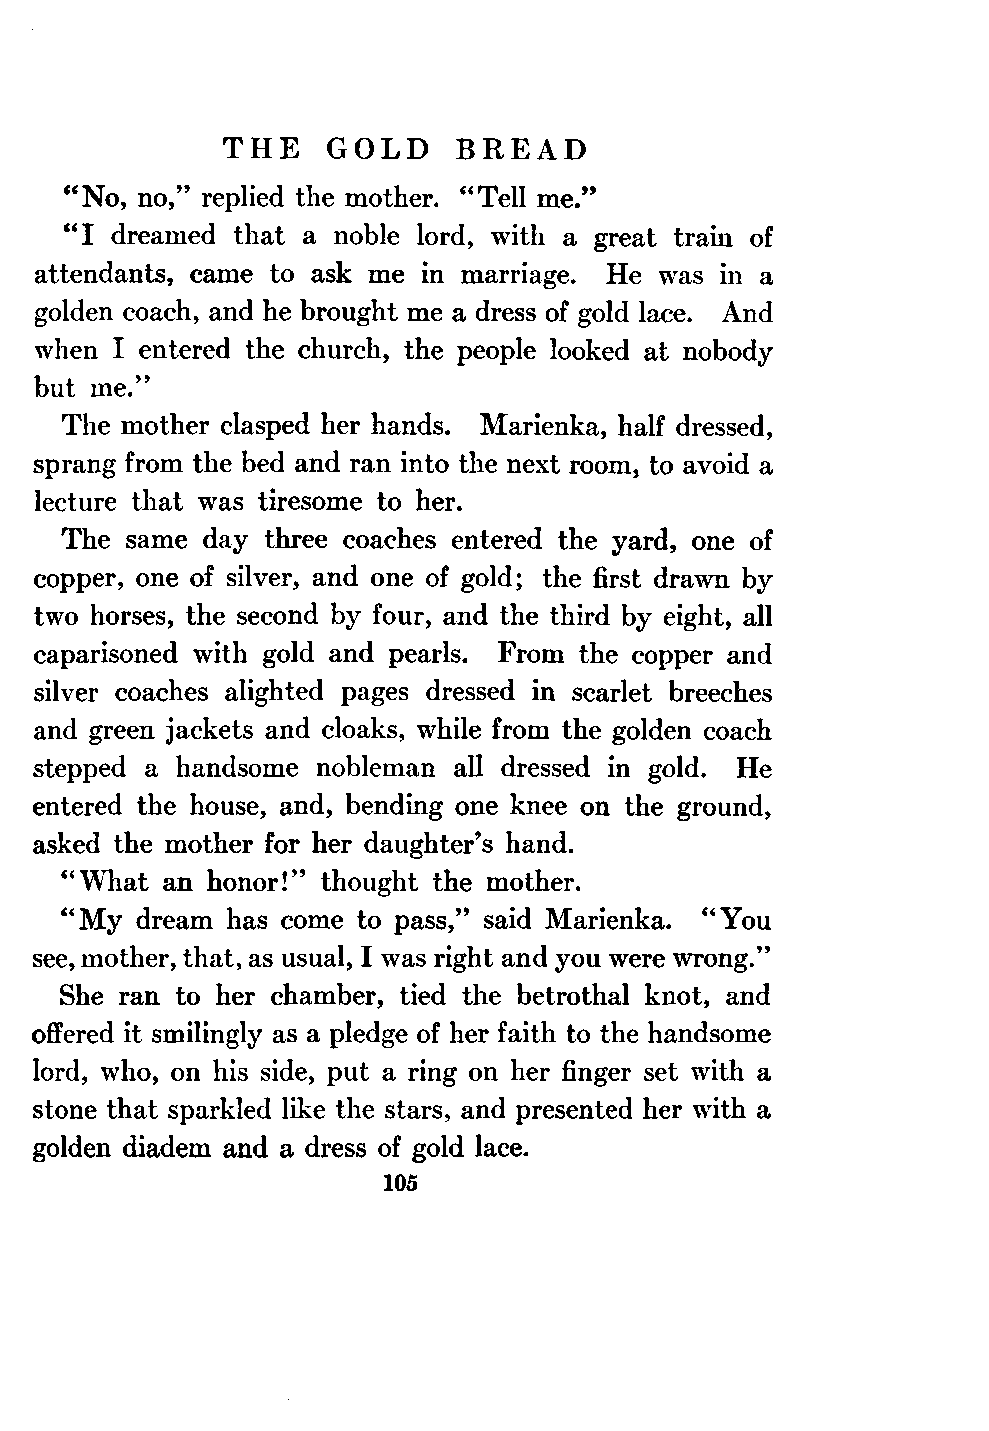 THE GOLD BREAD
“No, no,” replied the mother. “Tell me.”
“I dreamed that a noble lord, with a great train of
attendants, came to ask me in marriage. He was in a
golden coach, and he brought me a dress of gold lace. And
when I entered the church, the people looked at nobody
but me.”
The mother clasped her hands. Marienka, half dressed,
sprang from the bed and ran into the next room, to avoid a
lecture that was tiresome to her.
The same day three coaches entered the yard, one of
copper, one of silver, and one of gold; the first drawn by
two horses, the second by four, and the third by eight, all
caparisoned with gold and pearls. From the copper and
silver coaches alighted pages dressed in scarlet breeches
and green jackets and cloaks, while from the golden coach
stepped a handsome nobleman all dressed in gold. He
entered the house, and, bending one knee on the ground,
asked the mother for her daughter’s hand.
“What an honor!” thought the mother.
“My dream has come to pass,” said Marienka. “You
see, mother, that, as usual, I was right and you were wrong.”
She ran to her chamber, tied the betrothal knot, and
offered it smilingly as a pledge of her faith to the handsome
lord, who, on his side, put a ring on her finger set with a
stone that sparkled like the stars, and presented her with a
golden diadem and a dress of gold lace.
105